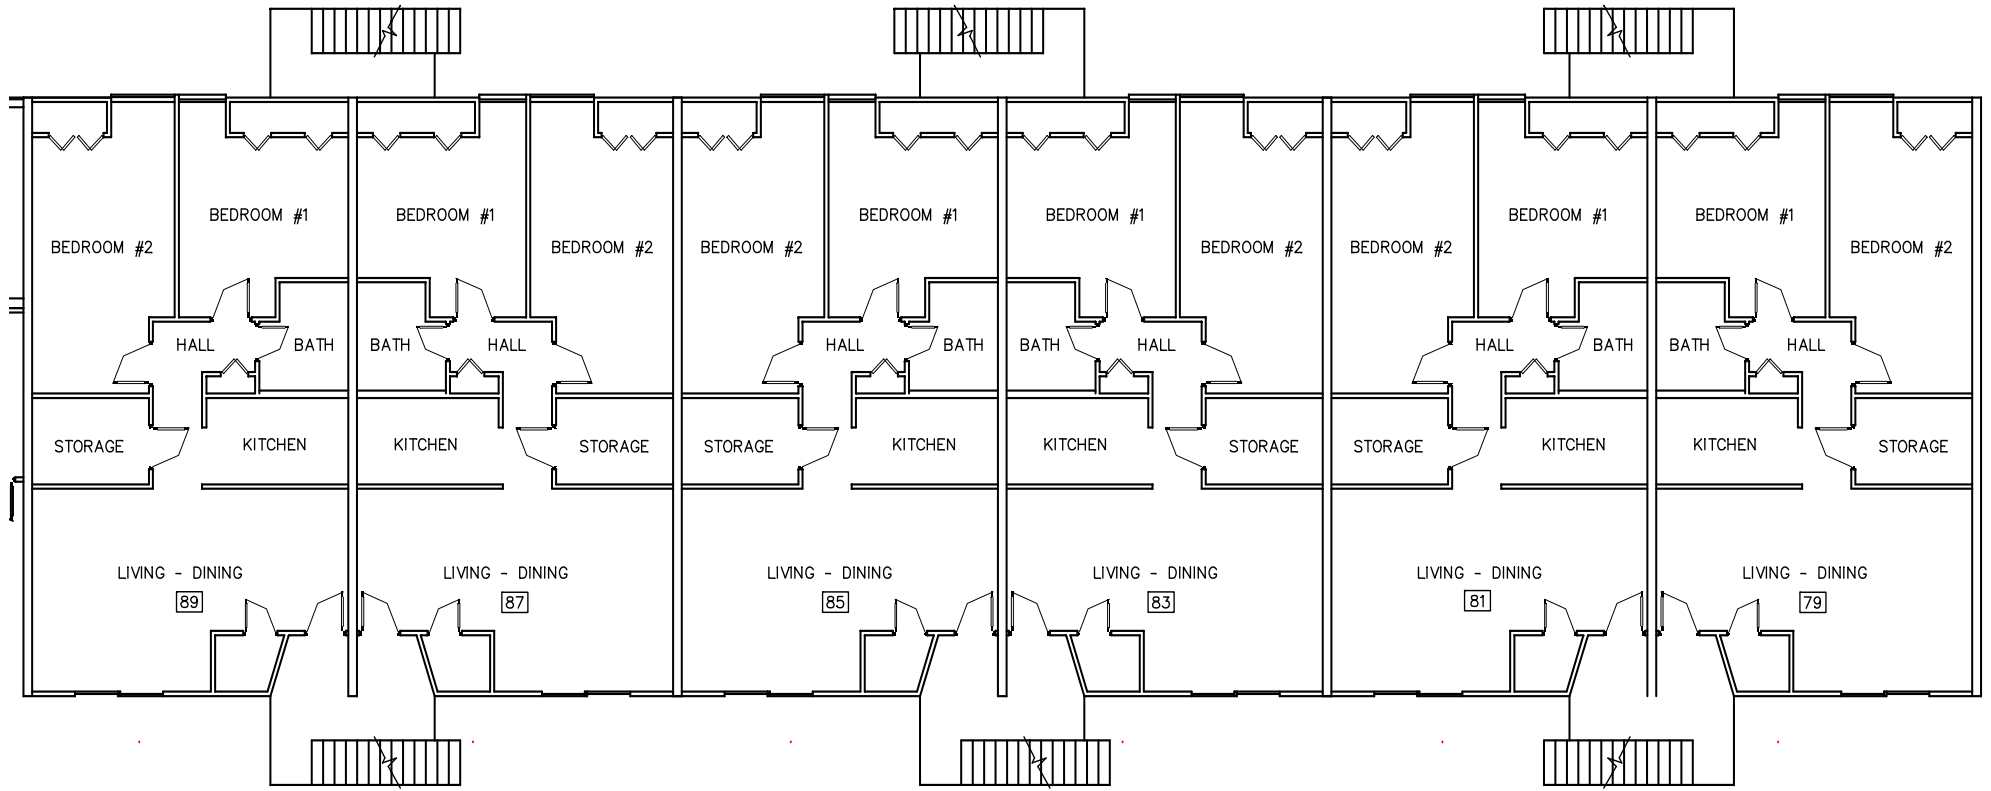 BEDROOM #1
BEDROOM #1
BEDROOM #1
BEDROOM #1
BEDROOM #1
BEDROOM #1
BEDROOM #2
BEDROOM #2
BEDROOM #2
BEDROOM #2
BEDROOM #2
BEDROOM #2
HALL
BATH
BATH
HALL
HALL
BATH
BATH
HALL
HALL
BATH
BATH
HALL
STORAGE
KITCHEN
KITCHEN
STORAGE
STORAGE
KITCHEN
KITCHEN
STORAGE
STORAGE
KITCHEN
KITCHEN
STORAGE
LIVING - DINING
LIVING - DINING
LIVING - DINING
LIVING - DINING
LIVING - DINING
LIVING - DINING
89
87
85
83
81
79